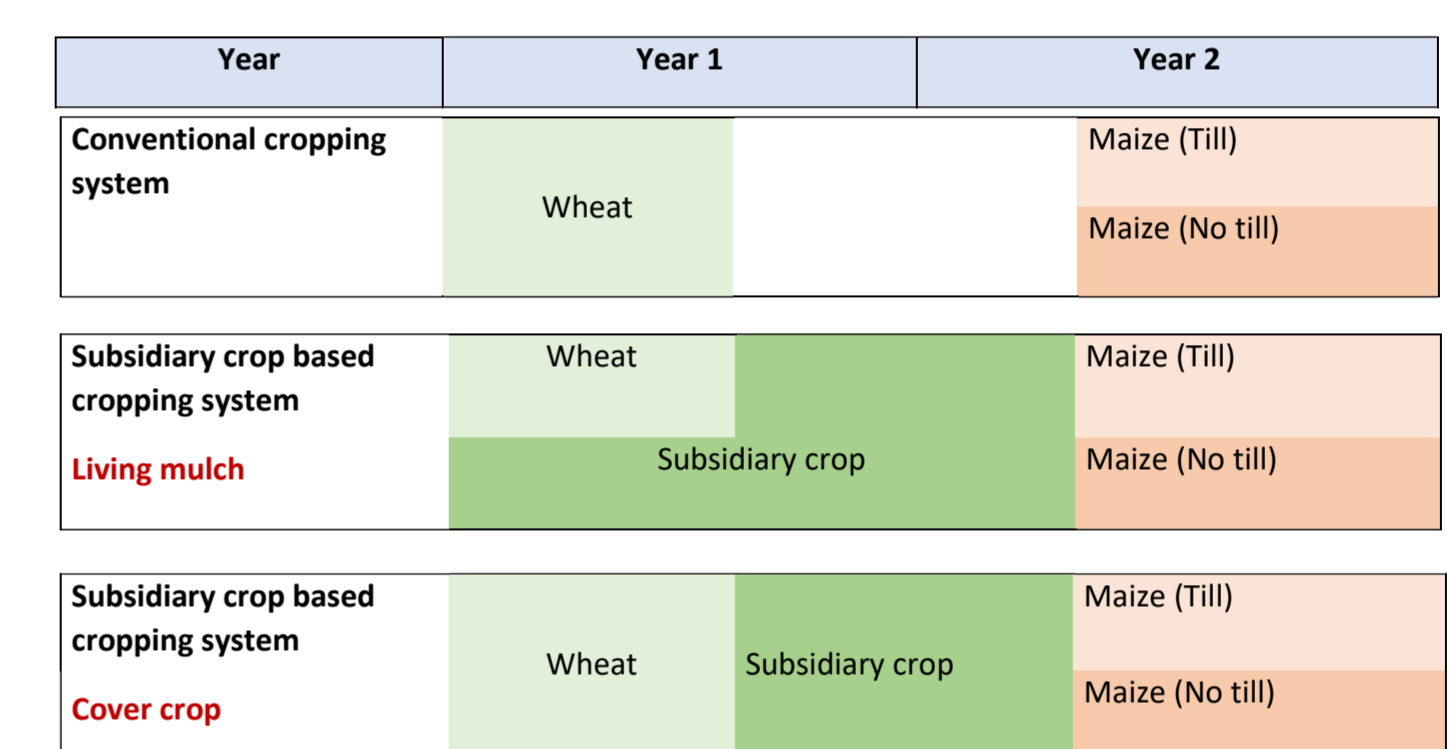 Year Year 1 Year 2
Conventional cropping Maize (Till)
system
Wheat
Maize (No till)
Subsidiary crop based Wheat Maize (Till)
cropping system
Living mulch Subsidiary crop Maize (No till)
Subsidiary crop based Maize (Till)
cropping system
Wheat Subsidiary crop
Cover crop Maize (No till)